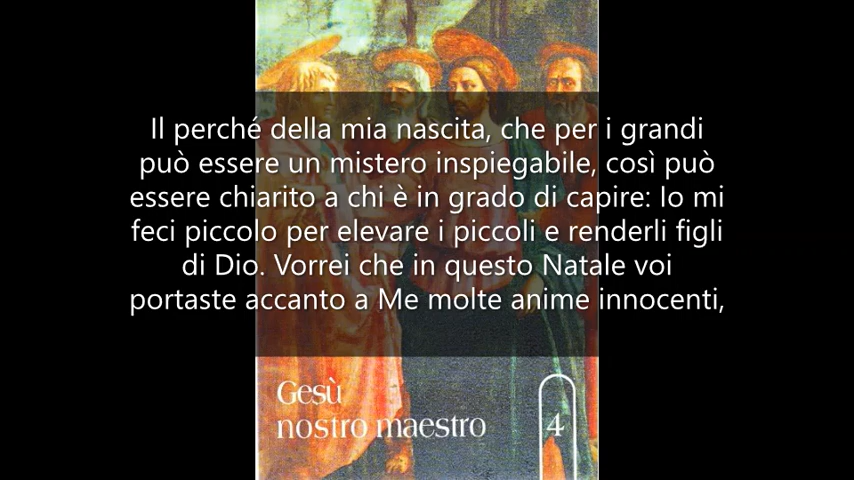 Il perché della mia nascita, che per i grandi
può essere un mistero inspiegabile, così può
essere chiarito a chi è in grado di capire: Io mi
feci piccolo per elevare i piccoli e renderli figli
di Dio. Vorrei che in questo Natale voi
portaste accanto a Me molte anime innocenti,
Gesù
nostro maestro
4